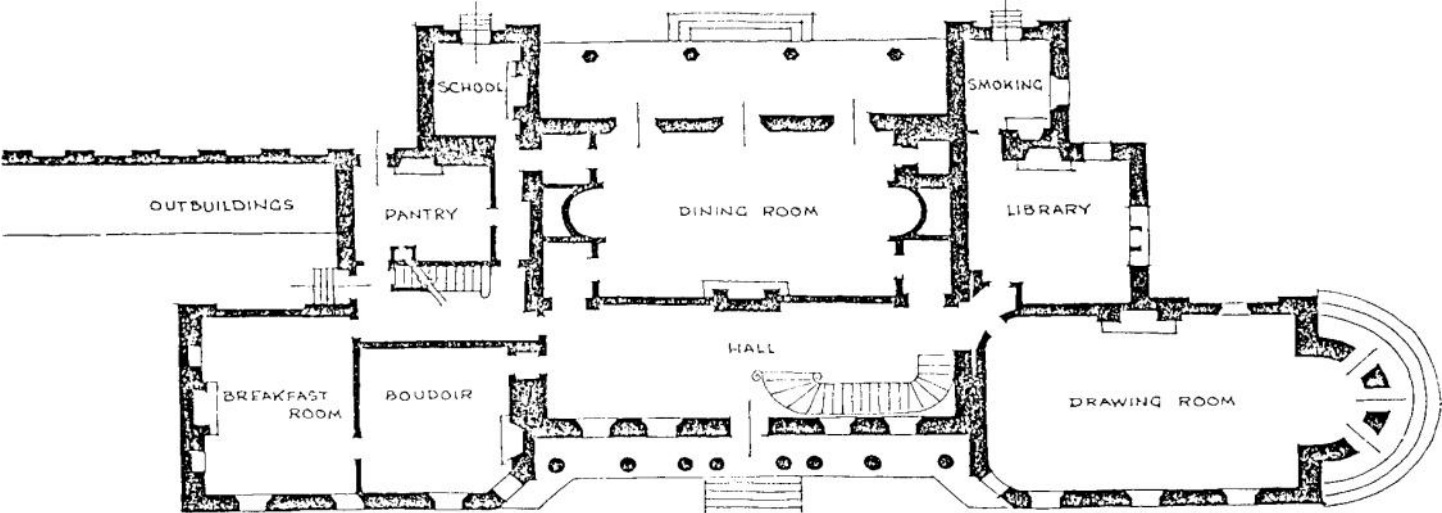 SCHOOL
SMOKING
OUTBUILDINGS
PANTRY
DINING ROOM
LIBRARY
HALL
BREAKFAST
ROOM
BOUDOIR
DRAWING ROOM